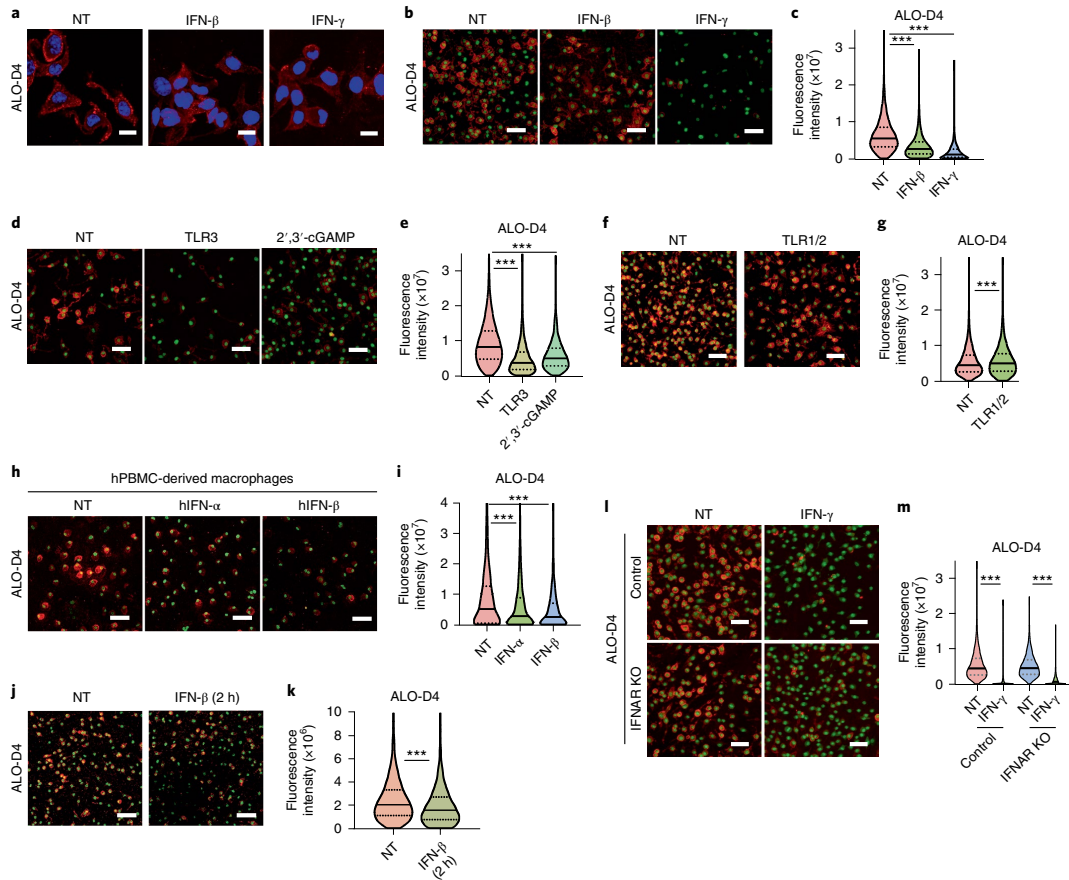 a
NT IFN-β IFN-γ
ALO-D4
b
NT IFN-β IFN-γ
ALO-D4
c
ALO-D4
***
***
Fluorescence
intensity (×10⁷)
3
2
1
0
NT IFN-β IFN-γ
d
NT TLR3 2′,3′-cGAMP
ALO-D4
e
ALO-D4
***
***
Fluorescence
intensity (×10⁷)
3
2
1
0
NT TLR3 2′,3′-cGAMP
f
NT TLR1/2
ALO-D4
g
ALO-D4
***
Fluorescence
intensity (×10⁷)
3
2
1
0
NT TLR1/2
h
hPBMC-derived macrophages
NT hIFN-α hIFN-β
ALO-D4
i
ALO-D4
***
***
Fluorescence
intensity (×10⁷)
4
3
2
1
0
NT IFN-α IFN-β
j
NT IFN-β (2 h)
ALO-D4
k
ALO-D4
***
Fluorescence
intensity (×10⁶)
10
8
6
4
2
0
NT IFN-β
(2 h)
l
NT IFN-γ
ALO-D4
Control
IFNAR KO
m
ALO-D4
*** ***
Fluorescence
intensity (×10⁷)
3
2
1
0
NT IFN-γ NT IFN-γ
Control IFNAR KO